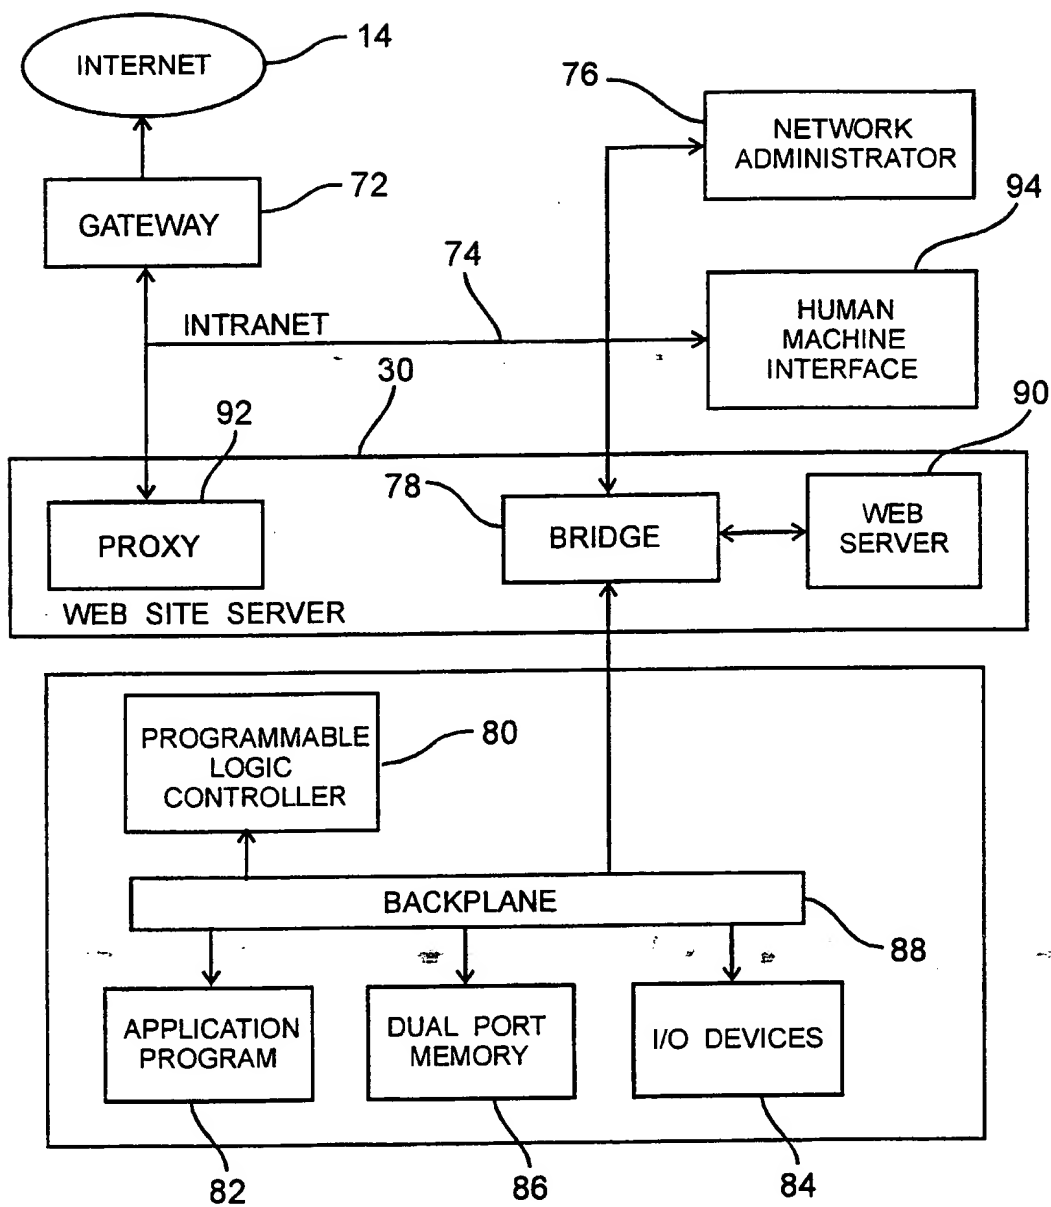 INTERNET
14
76
NETWORK
ADMINISTRATOR
GATEWAY
72
94
74
INTRANET
HUMAN
MACHINE
INTERFACE
30
92
90
78
PROXY
BRIDGE
WEB
SERVER
WEB SITE SERVER
PROGRAMMABLE
LOGIC
CONTROLLER
80
BACKPLANE
88
APPLICATION
PROGRAM
DUAL PORT
MEMORY
I/O DEVICES
82
86
84